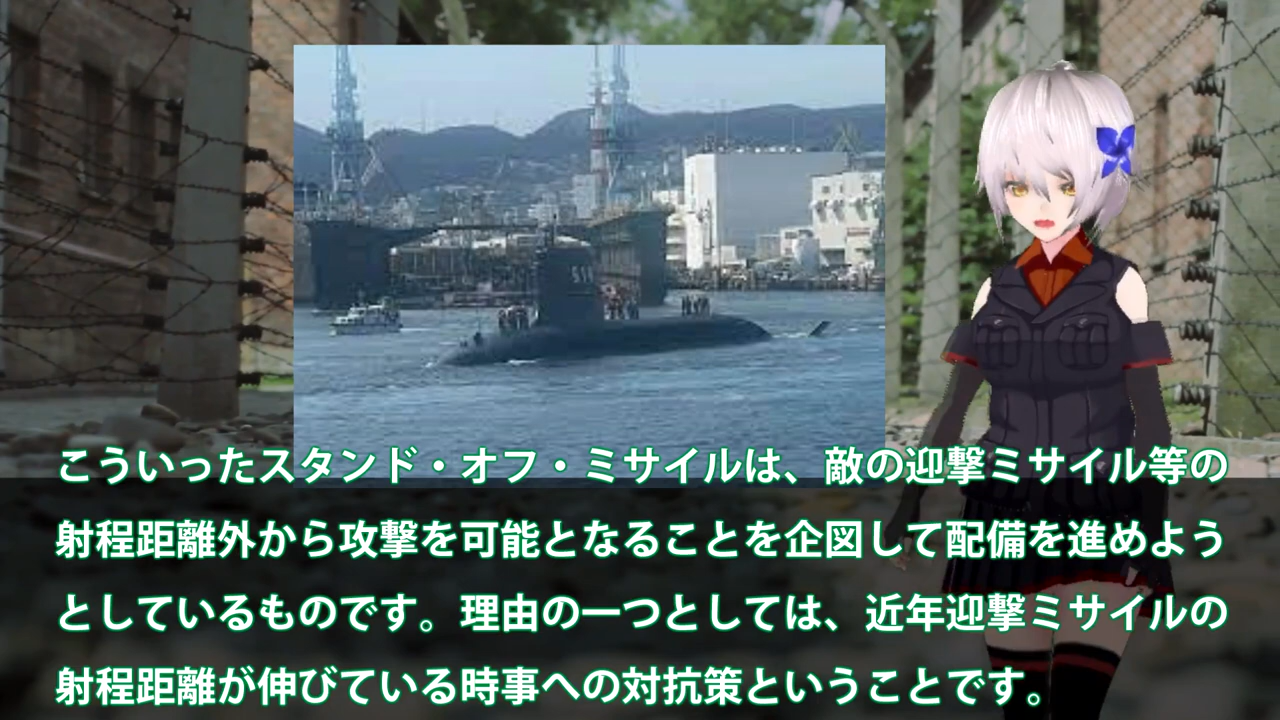 こういったスタンド・オフ・ミサイルは、敵の迎撃ミサイル等の
射程距離外から攻撃を可能となることを企図して配備を進めよう
としているものです。理由の一つとしては、近年迎撃ミサイルの
射程距離が伸びている時事への対抗策ということです。